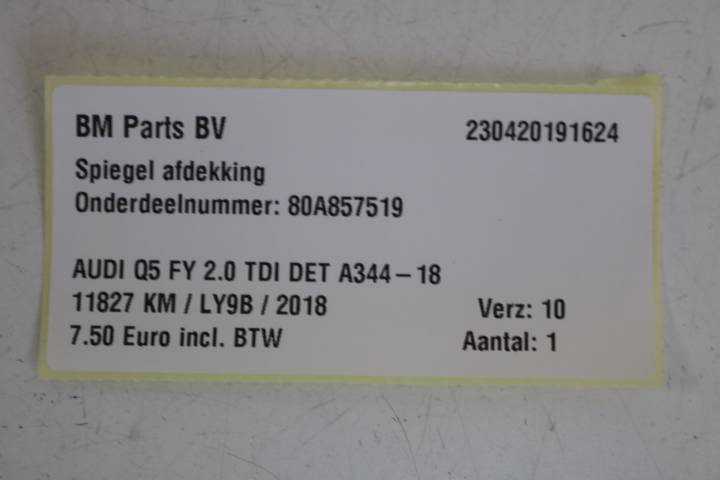 BM Parts BV 230420191624
Spiegel afdekking
Onderdeelnummer: 80A857519
AUDI Q5 FY 2.0 TDI DET A344-18
11827 KM / LY9B / 2018 Verz: 10
7.50 Euro incl. BTW Aantal: 1